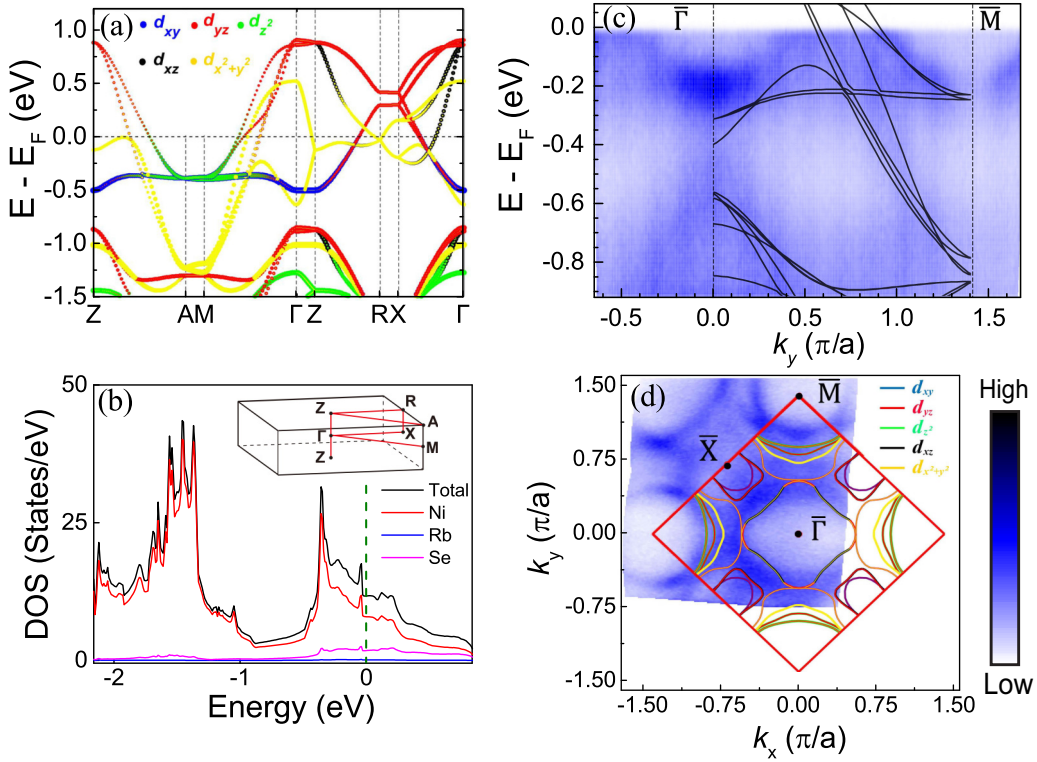 (a)
d_xy d_yz d_z²
d_xz d_x²+y²
E - E_F (eV)
1.0
0.5
0.0
-0.5
-1.0
-1.5
Z A M Γ Z R X Γ
(c)
Γ̅ M̅
E - E_F (eV)
0.0
-0.2
-0.4
-0.6
-0.8
-0.5 0.0 0.5 1.0 1.5
k_y (π/a)
(b)
DOS (States/eV)
50
25
0
Z R
A
Γ X
M
Z
Total
Ni
Rb
Se
-2 -1 0
Energy (eV)
(d)
M̅
X̅
Γ̅
d_xy
d_yz
d_z²
d_xz
d_x²+y²
k_y (π/a)
1.50
0.75
0.00
-0.75
-1.50
-1.50 -0.75 0.00 0.75 1.50
k_x (π/a)
High
Low